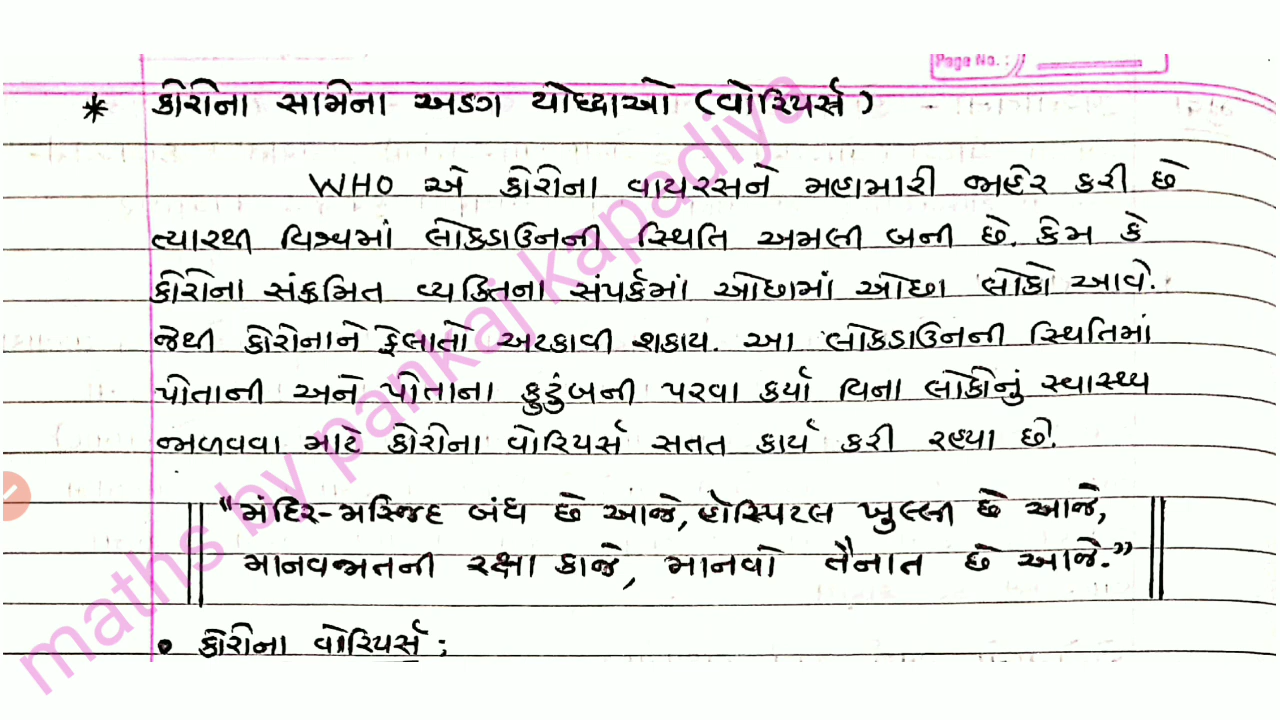 Page No. :
* કોરોના સામેના અડગ યોદ્ધાઓ (વોરિયર્સ)
WHO એ કોરોના વાયરસને મહામારી જાહેર કરી છે
ત્યારથી વિશ્વમાં લોકડાઉનની સ્થિતિ અમલી બની છે. કેમ કે
કોરોના સંક્રમિત વ્યક્તિના સંપર્કમાં ઓછામાં ઓછા લોકો આવે.
જેથી કોરોનાને ફેલાતો અટકાવી શકાય. આ લોકડાઉનની સ્થિતિમાં
પોતાની અને પોતાના કુટુંબની પરવા કર્યા વિના લોકોનું સ્વાસ્થ્ય
જાળવવા માટે કોરોના વોરિયર્સ સતત કાર્ય કરી રહ્યા છે.
"મંદિર-મસ્જિદ બંધ છે આજે, હોસ્પિટલ ખુલ્લી છે આજે,
માનવજાતની રક્ષા કાજે, માનવો તૈનાત છે આજે."
• કોરોના વોરિયર્સ :
maths by pankaj kapadiya